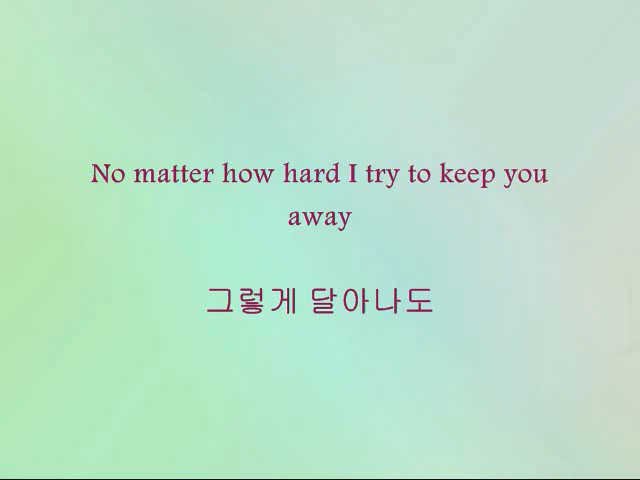 No matter how hard I try to keep you
away
그렇게 달아나도